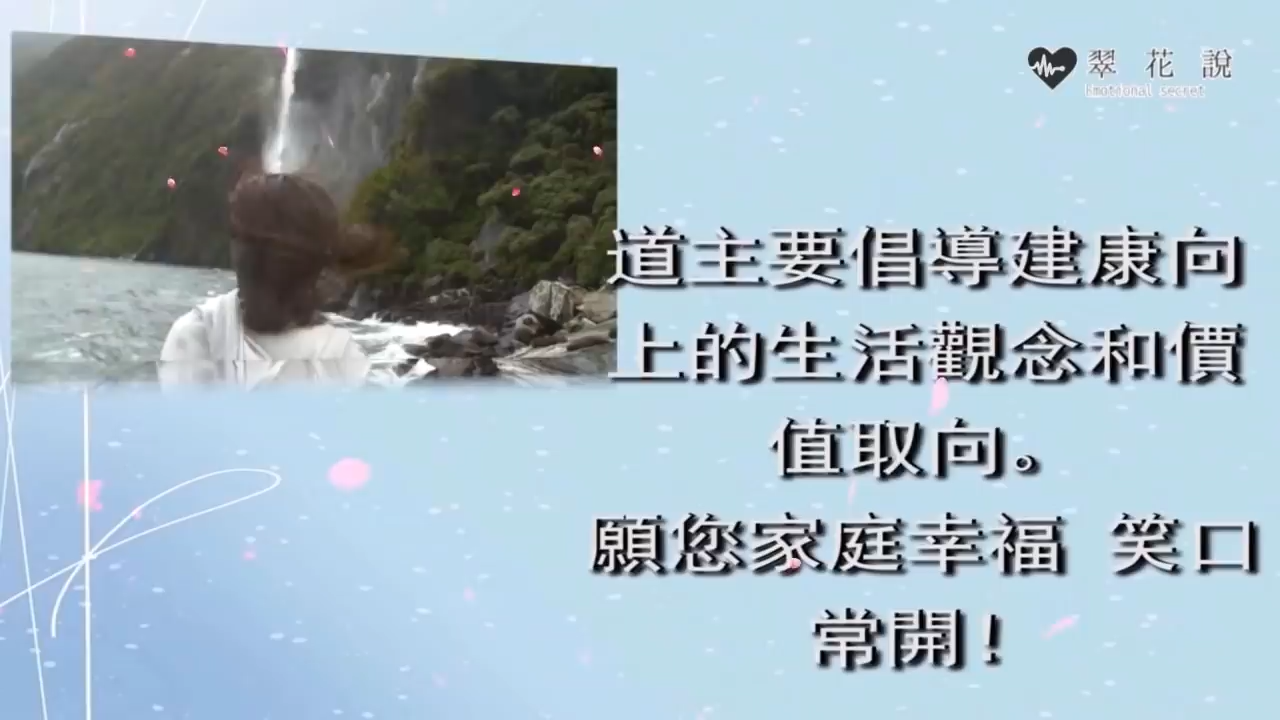 翠花說
Emotional secret
道主要倡導建康向
上的生活觀念和價
值取向。
願您家庭幸福 笑口
常開！